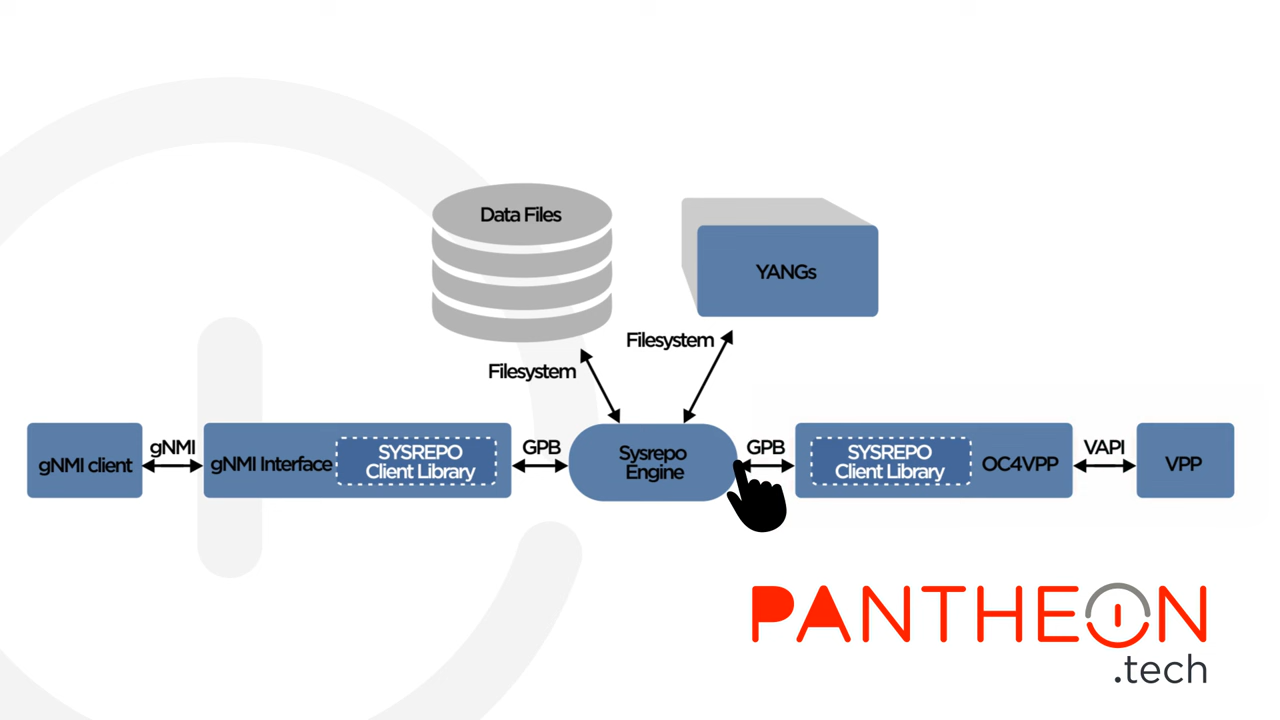 Data Files
YANGs
Filesystem
Filesystem
gNMI client
gNMI
gNMI Interface
SYSREPO
Client Library
GPB
Sysrepo
Engine
GPB
SYSREPO
Client Library
OC4VPP
VAPI
VPP
PANTHEON
.tech